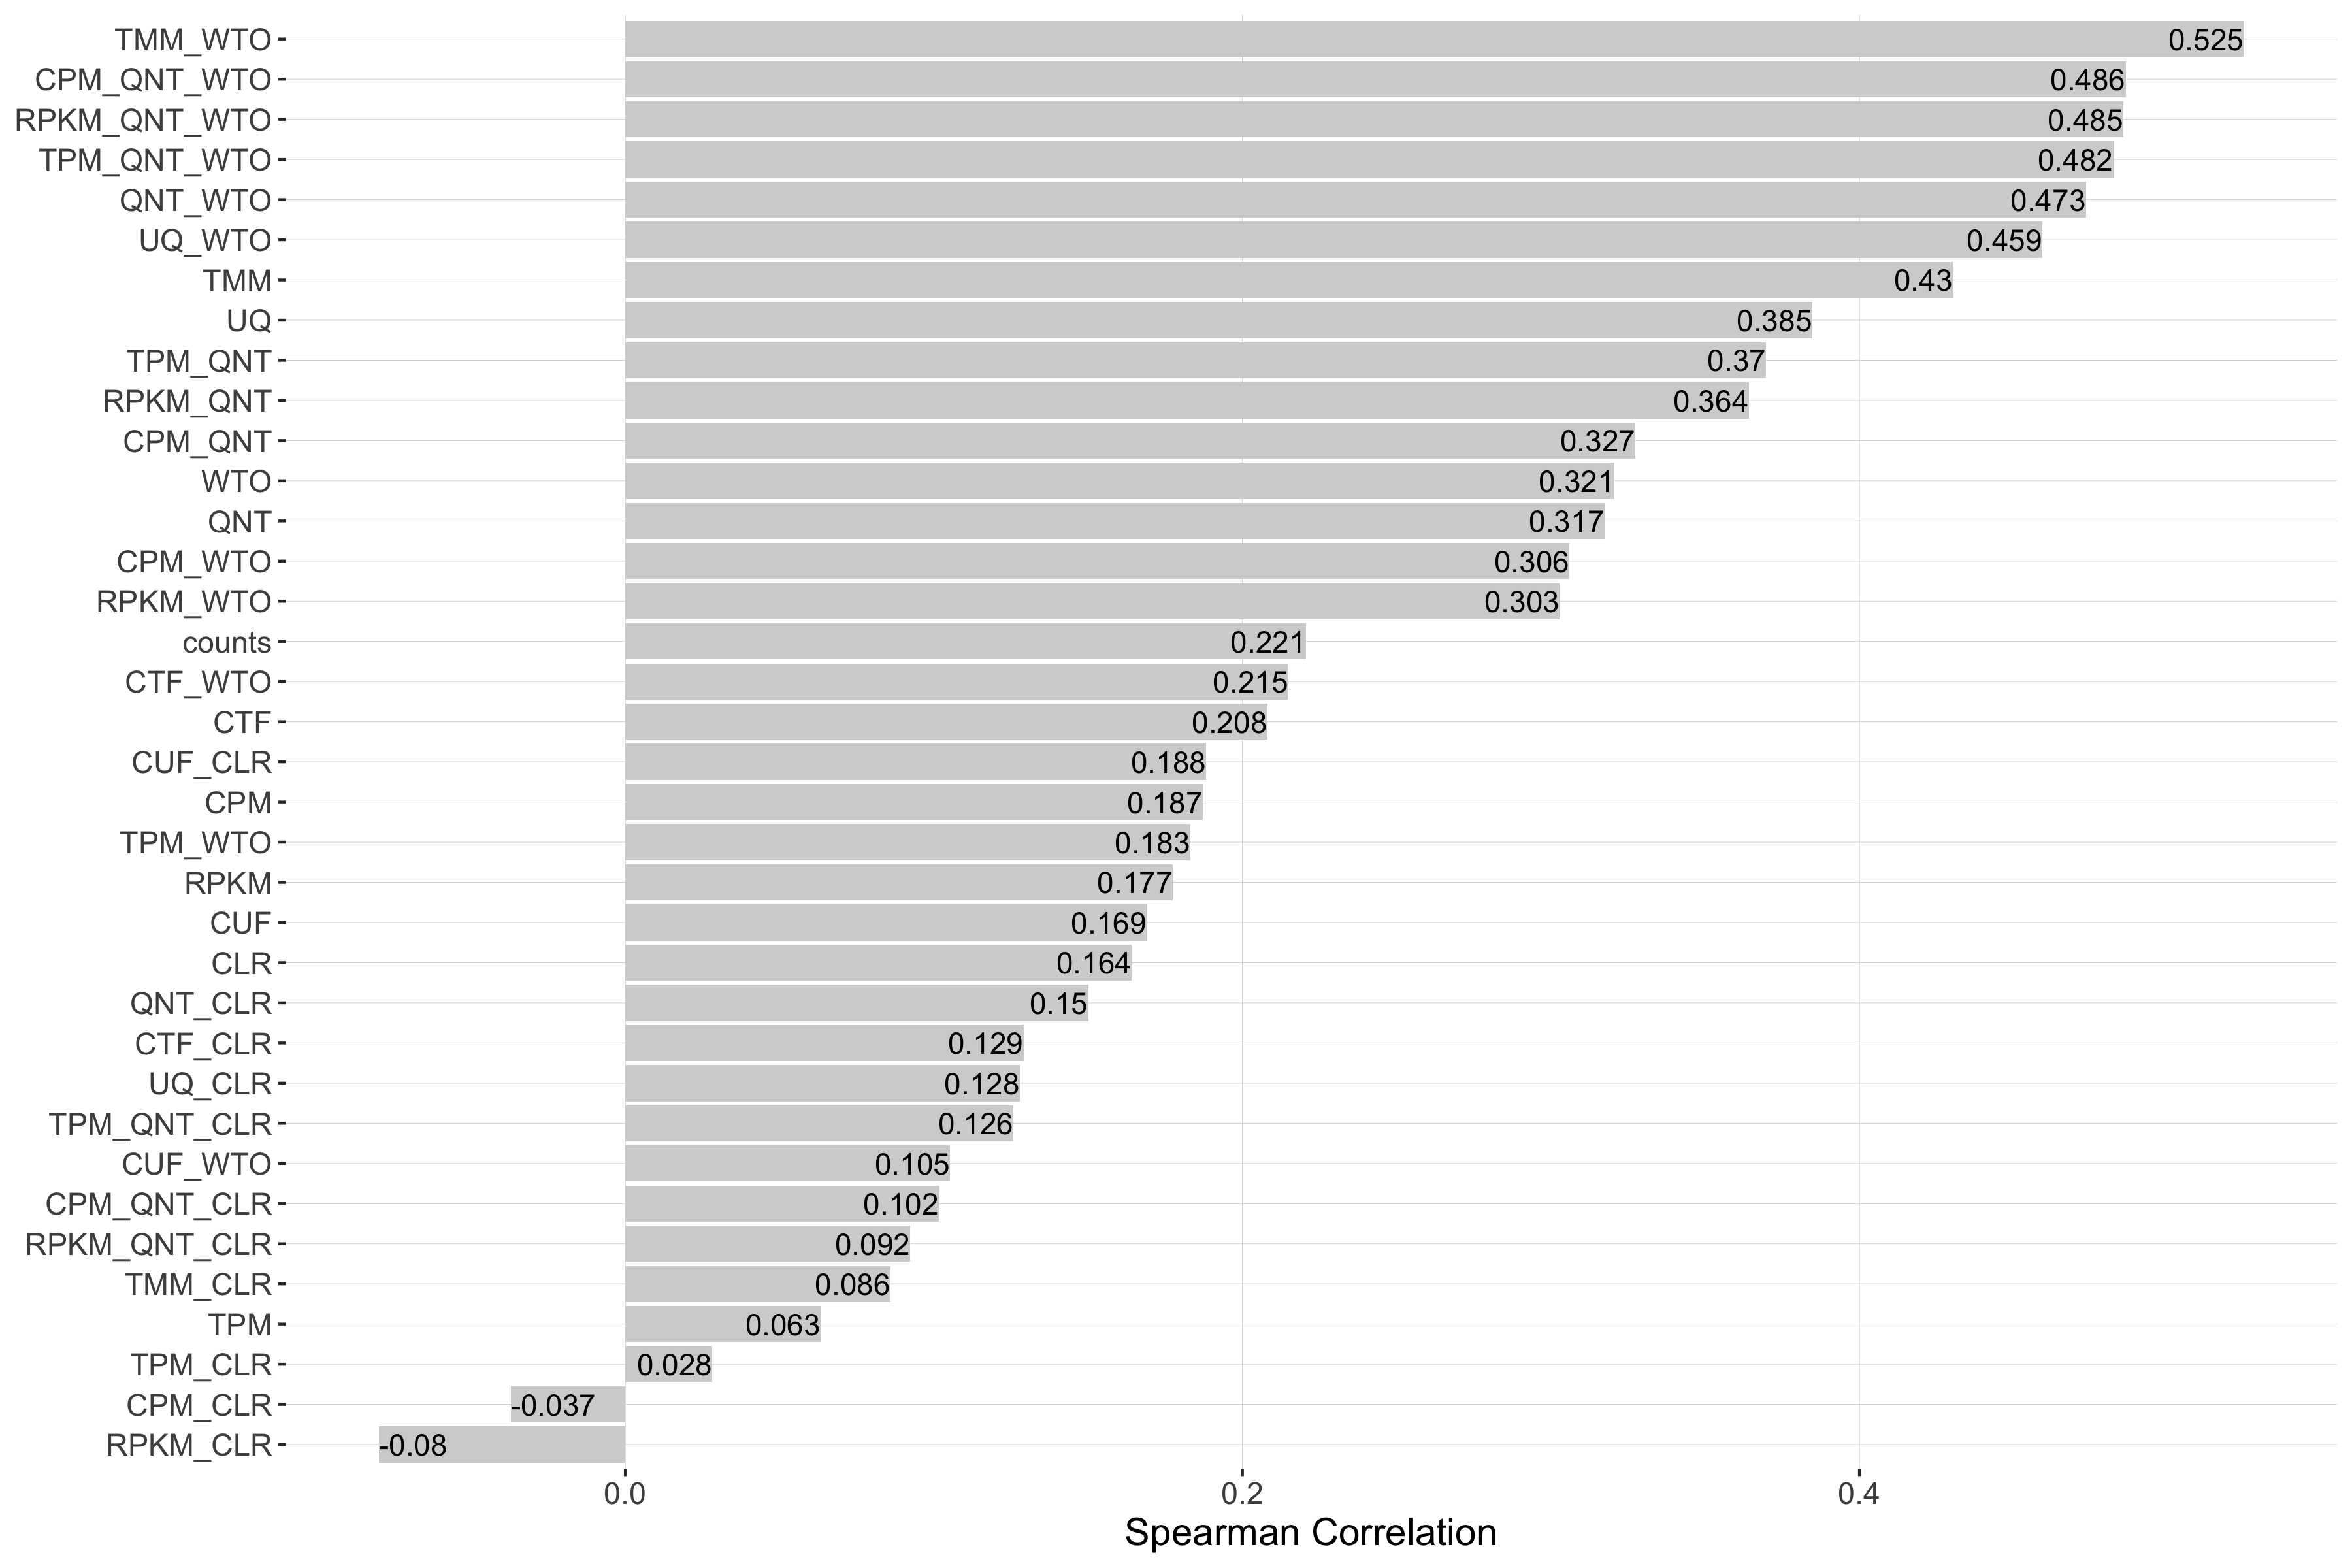 TMM_WTO 0.525
CPM_QNT_WTO 0.486
RPKM_QNT_WTO 0.485
TPM_QNT_WTO 0.482
QNT_WTO 0.473
UQ_WTO 0.459
TMM 0.43
UQ 0.385
TPM_QNT 0.37
RPKM_QNT 0.364
CPM_QNT 0.327
WTO 0.321
QNT 0.317
CPM_WTO 0.306
RPKM_WTO 0.303
counts 0.221
CTF_WTO 0.215
CTF 0.208
CUF_CLR 0.188
CPM 0.187
TPM_WTO 0.183
RPKM 0.177
CUF 0.169
CLR 0.164
QNT_CLR 0.15
CTF_CLR 0.129
UQ_CLR 0.128
TPM_QNT_CLR 0.126
CUF_WTO 0.105
CPM_QNT_CLR 0.102
RPKM_QNT_CLR 0.092
TMM_CLR 0.086
TPM 0.063
TPM_CLR 0.028
CPM_CLR -0.037
RPKM_CLR -0.08
0.0 0.2 0.4
Spearman Correlation